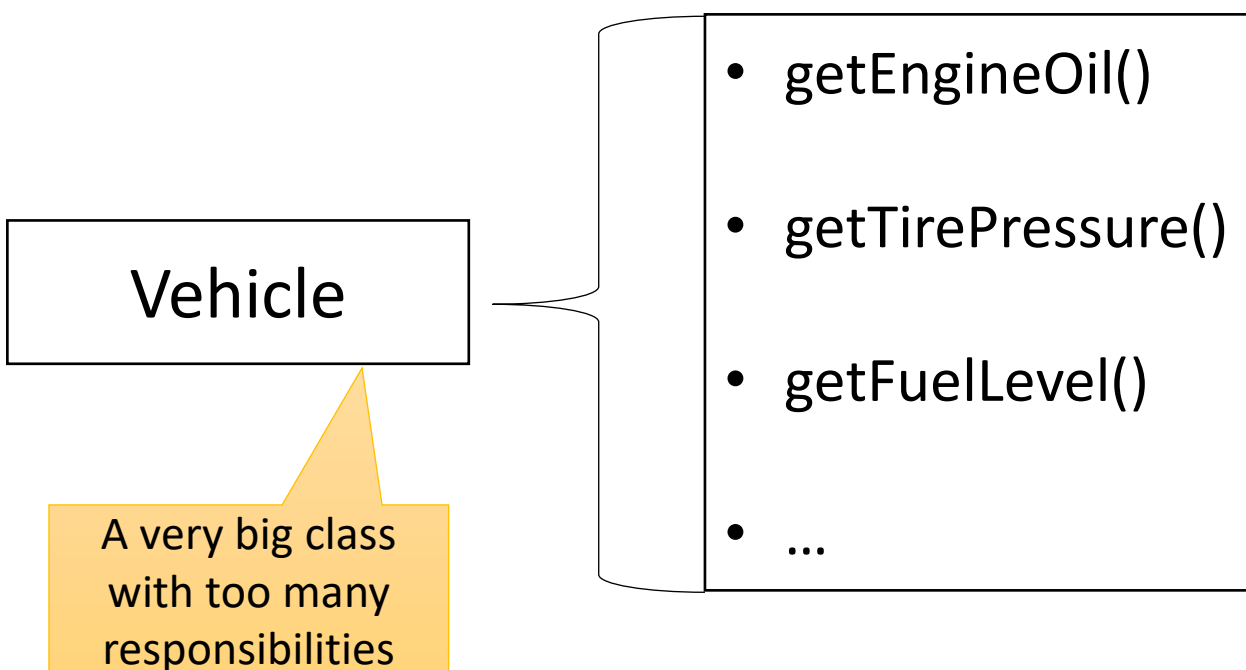 • getEngineOil()
• getTirePressure()
Vehicle
• getFuelLevel()
• ...
A very big class
with too many
responsibilities